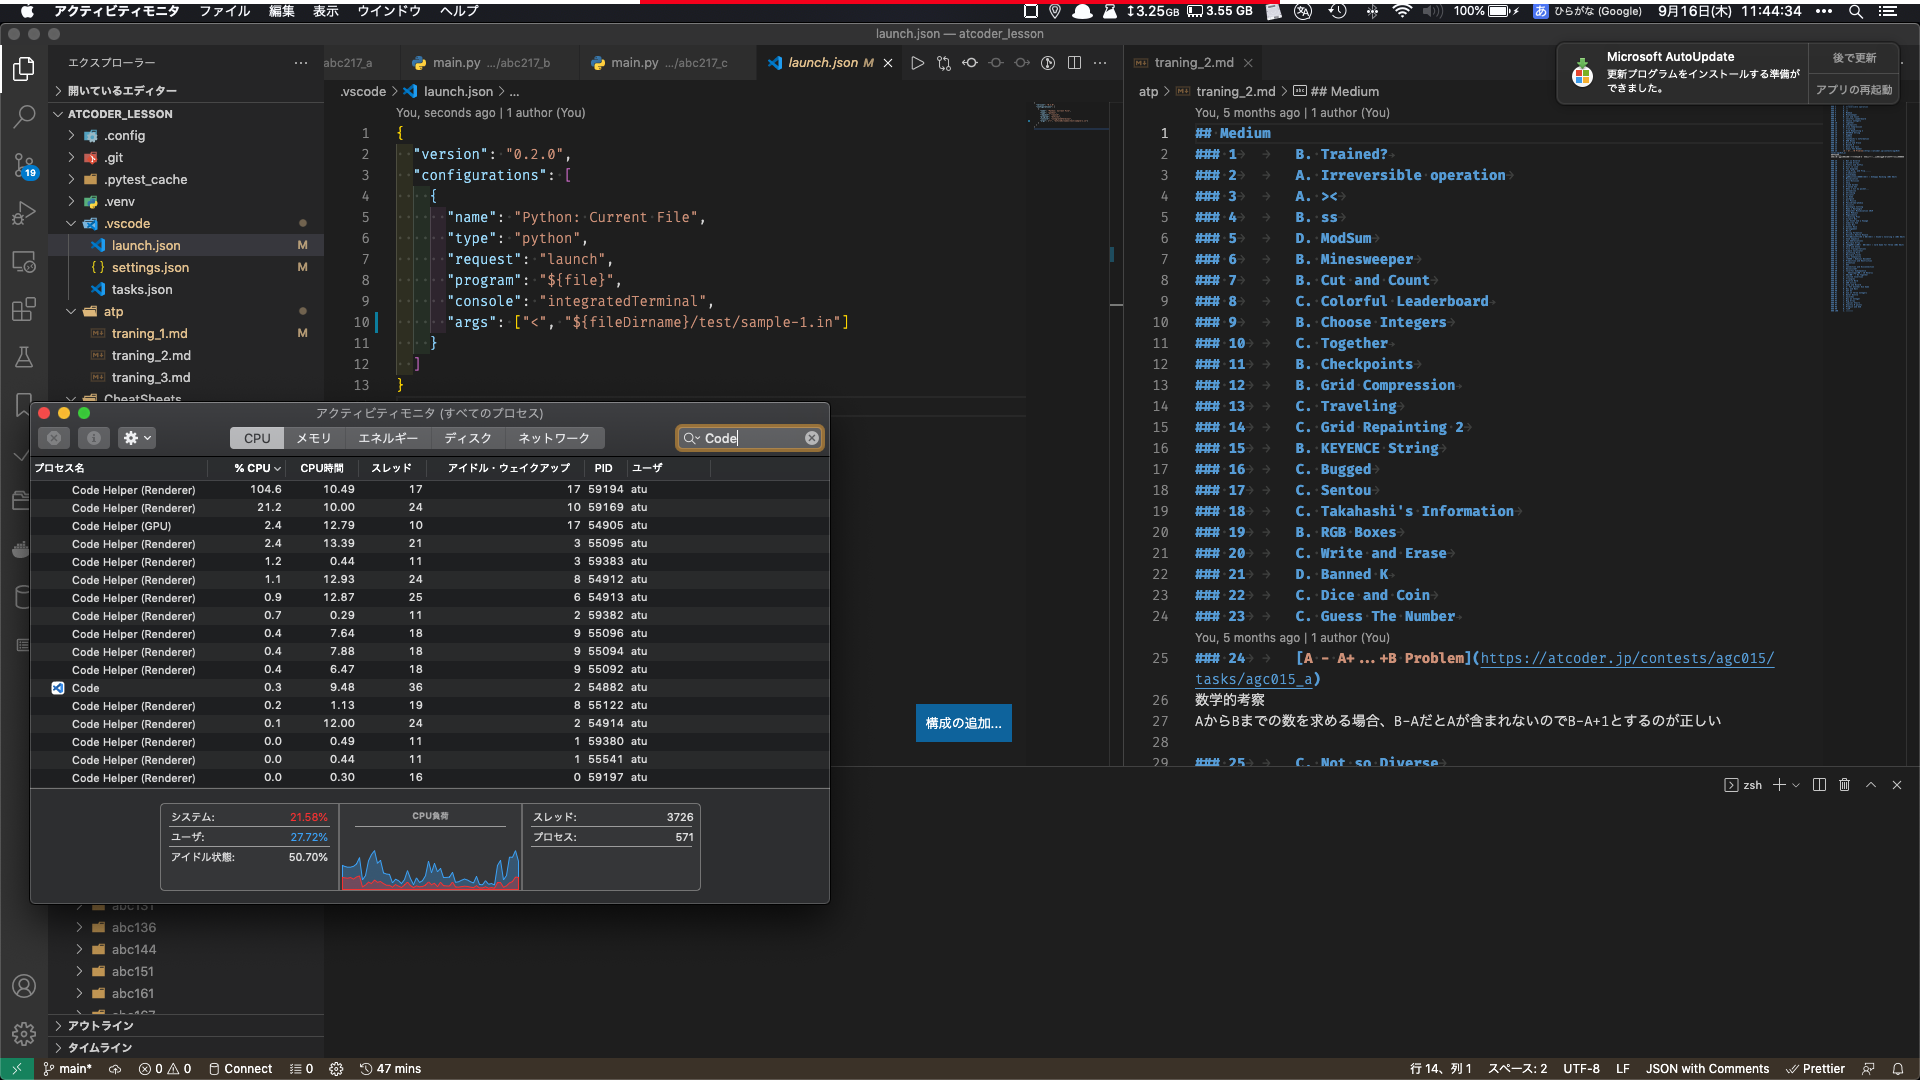 アクティビティモニタ ファイル 編集 表示 ウインドウ ヘルプ
3.25GB 3.55 GB 100% あ ひらがな (Google) 9月16日(木) 11:44:34
launch.json — atcoder_lesson
エクスプローラー
開いているエディター
ATCODER_LESSON
.config
.git
.pytest_cache
.venv
.vscode
launch.json M
settings.json M
tasks.json
atp
traning_1.md M
traning_2.md
traning_3.md
CheatSheets
19
abc217_a
main.py .../abc217_b
main.py .../abc217_c
launch.json M
.vscode > launch.json > ...
You, seconds ago | 1 author (You)
1 {
2 "version": "0.2.0",
3 "configurations": [
4 {
5 "name": "Python: Current File",
6 "type": "python",
7 "request": "launch",
8 "program": "${file}",
9 "console": "integratedTerminal",
10 "args": ["<", "${fileDirname}/test/sample-1.in"]
11 }
12 ]
13 }
構成の追加...
traning_2.md
atp > traning_2.md > ## Medium
You, 5 months ago | 1 author (You)
1 ## Medium
2 ### 1 B. Trained?
3 ### 2 A. Irreversible operation
4 ### 3 A. ><
5 ### 4 B. ss
6 ### 5 D. ModSum
7 ### 6 B. Minesweeper
8 ### 7 B. Cut and Count
9 ### 8 C. Colorful Leaderboard
10 ### 9 B. Choose Integers
11 ### 10 C. Together
12 ### 11 B. Checkpoints
13 ### 12 B. Grid Compression
14 ### 13 C. Traveling
15 ### 14 C. Grid Repainting 2
16 ### 15 B. KEYENCE String
17 ### 16 C. Bugged
18 ### 17 C. Sentou
19 ### 18 C. Takahashi's Information
20 ### 19 B. RGB Boxes
21 ### 20 C. Write and Erase
22 ### 21 D. Banned K
23 ### 22 C. Dice and Coin
24 ### 23 C. Guess The Number
You, 5 months ago | 1 author (You)
25 ### 24 [A - A+...+B Problem](https://atcoder.jp/contests/agc015/
tasks/agc015_a)
26 数学的考察
27 AからBまでの数を求める場合、B-AだとAが含まれないのでB-A+1とするのが正しい
28
29 ### 25 C. Not so Diverse
Microsoft AutoUpdate
更新プログラムをインストールする準備が
できました。
後で更新
アプリの再起動
アクティビティモニタ (すべてのプロセス)
CPU メモリ エネルギー ディスク ネットワーク
Code
プロセス名 % CPU CPU時間 スレッド アイドル・ウェイクアップ PID ユーザ
Code Helper (Renderer) 104.6 10.49 17 17 59194 atu
Code Helper (Renderer) 21.2 10.00 24 10 59169 atu
Code Helper (GPU) 2.4 12.79 10 17 54905 atu
Code Helper (Renderer) 2.4 13.39 21 3 55095 atu
Code Helper (Renderer) 1.2 0.44 11 3 59383 atu
Code Helper (Renderer) 1.1 12.93 24 8 54912 atu
Code Helper (Renderer) 0.9 12.87 25 6 54913 atu
Code Helper (Renderer) 0.7 0.29 11 2 59382 atu
Code Helper (Renderer) 0.4 7.64 18 9 55096 atu
Code Helper (Renderer) 0.4 7.88 18 9 55094 atu
Code Helper (Renderer) 0.4 6.47 18 9 55092 atu
Code 0.3 9.48 36 2 54882 atu
Code Helper (Renderer) 0.2 1.13 19 8 55122 atu
Code Helper (Renderer) 0.1 12.00 24 2 54914 atu
Code Helper (Renderer) 0.0 0.49 11 1 59380 atu
Code Helper (Renderer) 0.0 0.44 11 1 55541 atu
Code Helper (Renderer) 0.0 0.30 16 0 59197 atu
システム: 21.58%
ユーザ: 27.72%
アイドル状態: 50.70%
CPU負荷
スレッド: 3726
プロセス: 571
zsh
abc131
abc136
abc144
abc151
abc161
abc167
アウトライン
タイムライン
main* 0 0 Connect 0 47 mins
行 14、列 1 スペース: 2 UTF-8 LF JSON with Comments Prettier